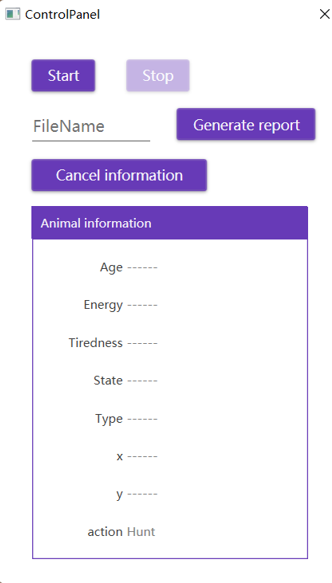 ControlPanel
Start Stop
FileName Generate report
Cancel information
Animal information
Age ------
Energy ------
Tiredness ------
State ------
Type ------
x ------
y ------
action Hunt